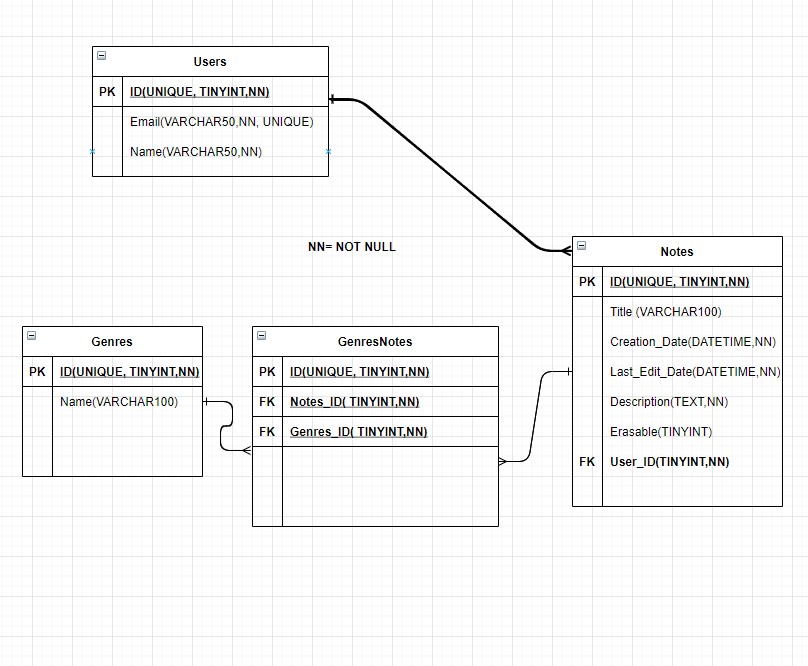 Users
PK ID(UNIQUE, TINYINT,NN)
Email(VARCHAR50,NN, UNIQUE)
Name(VARCHAR50,NN)
NN= NOT NULL
Notes
PK ID(UNIQUE, TINYINT,NN)
Title (VARCHAR100)
Creation_Date(DATETIME,NN)
Last_Edit_Date(DATETIME,NN)
Description(TEXT,NN)
Erasable(TINYINT)
FK User_ID(TINYINT,NN)
Genres
PK ID(UNIQUE, TINYINT,NN)
Name(VARCHAR100)
GenresNotes
PK ID(UNIQUE, TINYINT,NN)
FK Notes_ID( TINYINT,NN)
FK Genres_ID( TINYINT,NN)